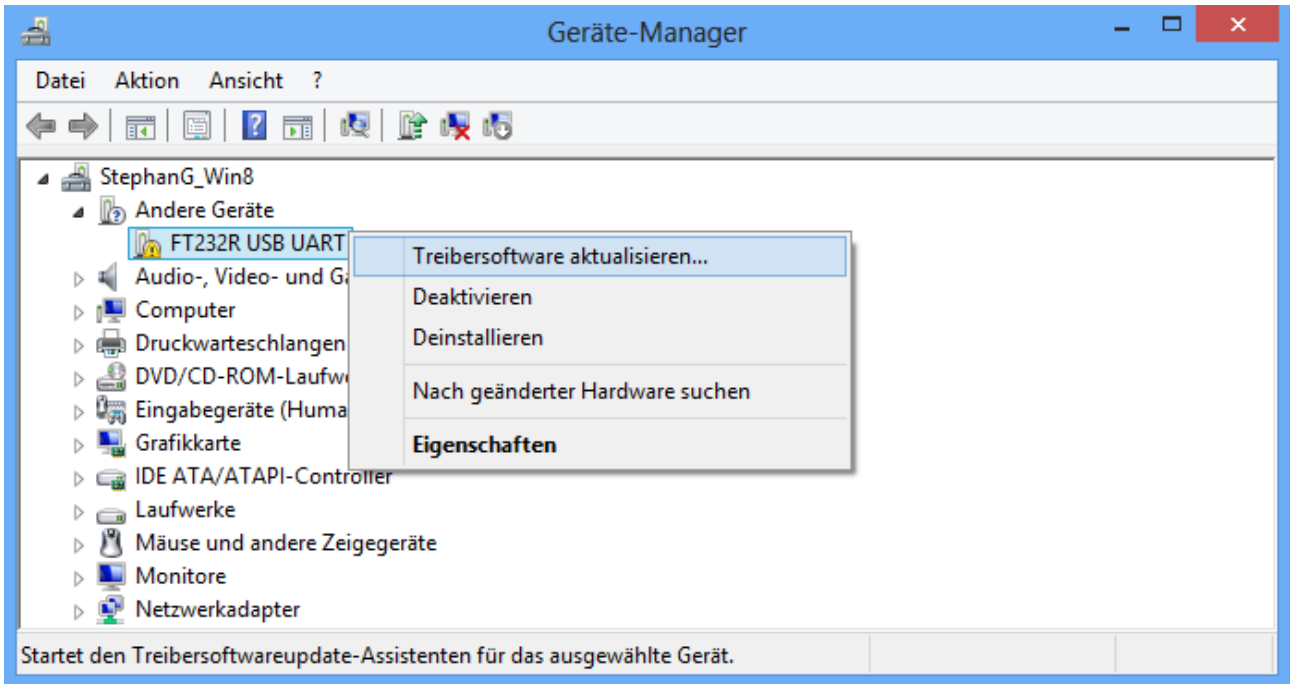 Geräte-Manager
Datei Aktion Ansicht ?
StephanG_Win8
Andere Geräte
FT232R USB UART
Treibersoftware aktualisieren...
Audio-, Video- und
Deaktivieren
Computer
Deinstallieren
Druckwarteschlangen
DVD/CD-ROM-Laufw
Nach geänderter Hardware suchen
Eingabegeräte (Huma
Grafikkarte
Eigenschaften
IDE ATA/ATAPI-Controller
Laufwerke
Mäuse und andere Zeigegeräte
Monitore
Netzwerkadapter
Startet den Treibersoftwareupdate-Assistenten für das ausgewählte Gerät.